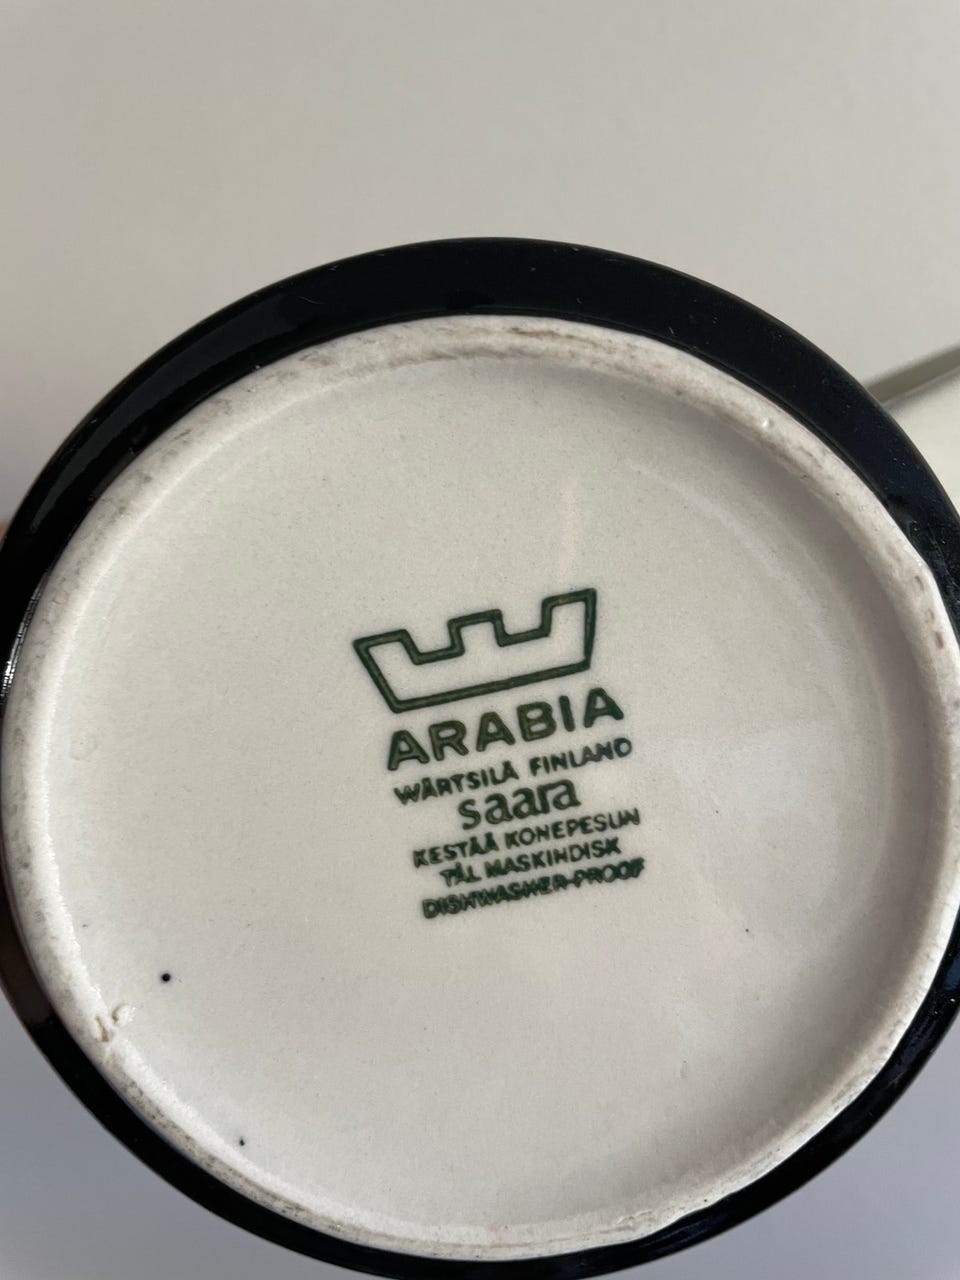 ARABIA
WÄRTSILÄ FINLAND
saara
KESTÄÄ KONEPESUN
TÅL MASKINDISK
DISHWASHER-PROOF